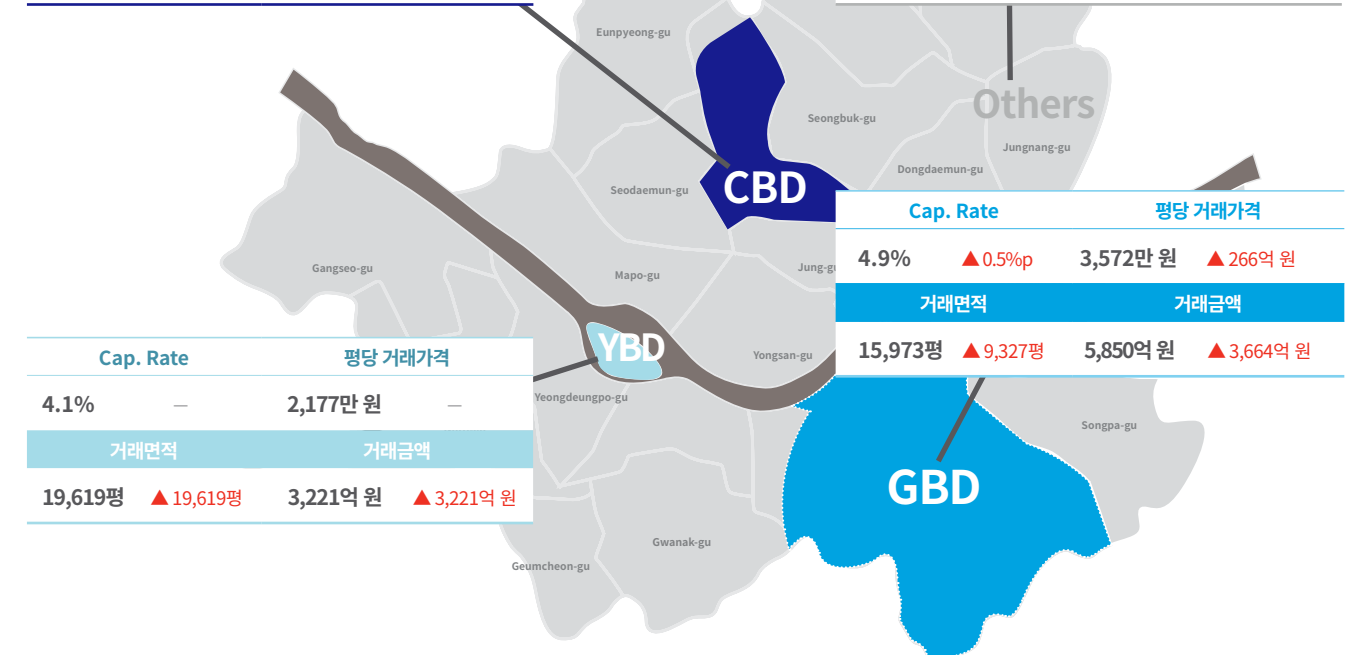 Eunpyeong-gu
Others
Seongbuk-gu
Jungnang-gu
Dongdaemun-gu
Seodaemun-gu
CBD
Cap. Rate 평당 거래가격
4.9% ▲ 0.5%p 3,572만 원 ▲ 266억 원
거래면적 거래금액
15,973평 ▲ 9,327평 5,850억 원 ▲ 3,664억 원
Gangseo-gu
Mapo-gu
Jung-gu
YBD
Yongsan-gu
Cap. Rate 평당 거래가격
4.1% – 2,177만 원 –
거래면적 거래금액
19,619평 ▲ 19,619평 3,221억 원 ▲ 3,221억 원
Yeongdeungpo-gu
Songpa-gu
GBD
Gwanak-gu
Geumcheon-gu